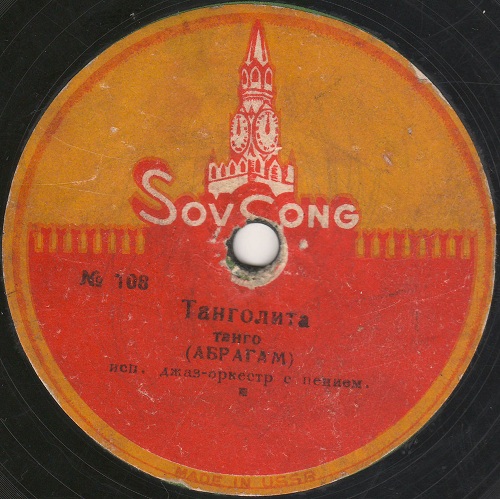 SovSong
№ 108
Танголита
танго
(АБРАГАМ)
исп. джаз-оркестр с пением.
MADE IN USSR